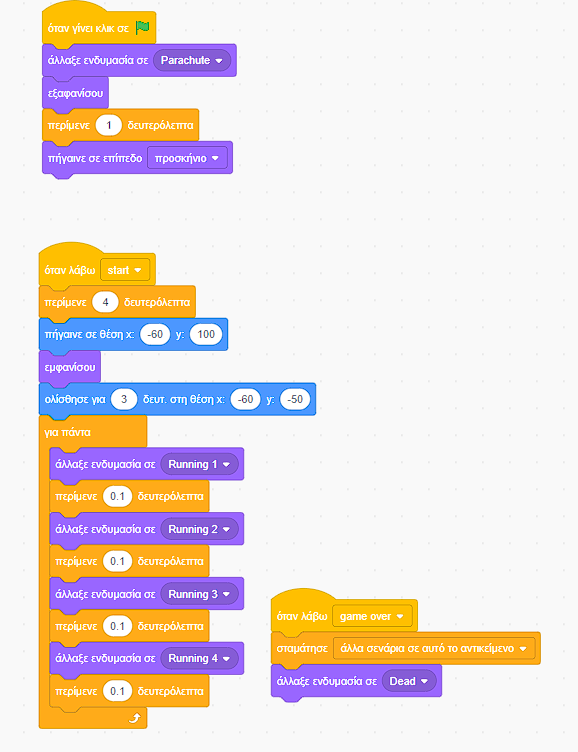 όταν γίνει κλικ σε
άλλαξε ενδυμασία σε Parachute
εξαφανίσου
περίμενε 1 δευτερόλεπτα
πήγαινε σε επίπεδο προσκήνιο
όταν λάβω start
περίμενε 4 δευτερόλεπτα
πήγαινε σε θέση x: -60 y: 100
εμφανίσου
ολίσθησε για 3 δευτ. στη θέση x: -60 y: -50
για πάντα
άλλαξε ενδυμασία σε Running 1
περίμενε 0.1 δευτερόλεπτα
άλλαξε ενδυμασία σε Running 2
περίμενε 0.1 δευτερόλεπτα
άλλαξε ενδυμασία σε Running 3
περίμενε 0.1 δευτερόλεπτα
άλλαξε ενδυμασία σε Running 4
περίμενε 0.1 δευτερόλεπτα
όταν λάβω game over
σταμάτησε άλλα σενάρια σε αυτό το αντικείμενο
άλλαξε ενδυμασία σε Dead